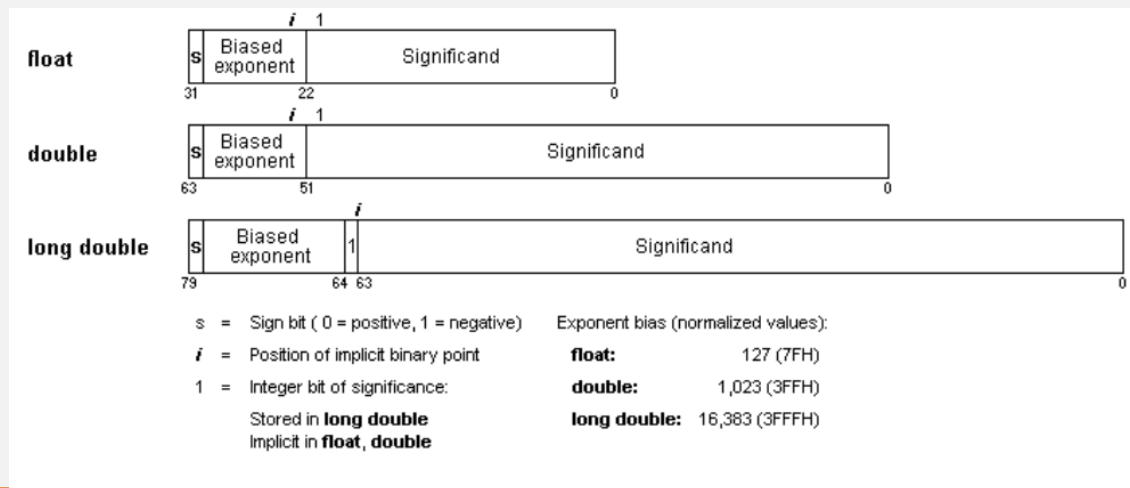 i 1
float s Biased exponent Significand
31 22 0
i 1
double s Biased exponent Significand
63 51 0
i
long double s Biased exponent 1 Significand
79 64 63 0
s = Sign bit ( 0 = positive, 1 = negative) Exponent bias (normalized values):
i = Position of implicit binary point float: 127 (7FH)
1 = Integer bit of significance: double: 1,023 (3FFH)
Stored in long double long double: 16,383 (3FFFH)
Implicit in float, double